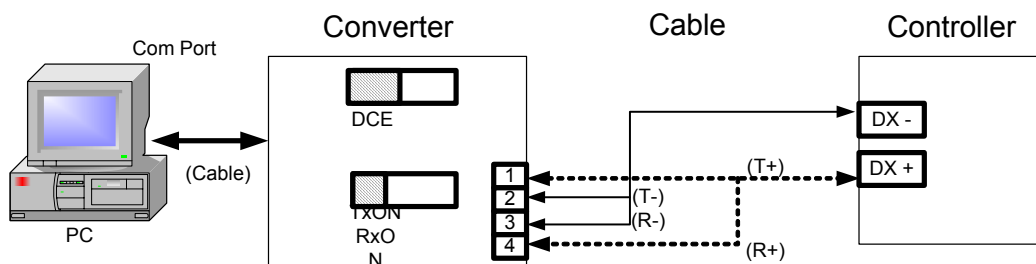 Converter
Cable
Controller
Com Port
DCE
DX -
(Cable)
1
(T+)
DX +
2
(T-)
TxON
3
(R-)
PC
RxO
4
(R+)
N